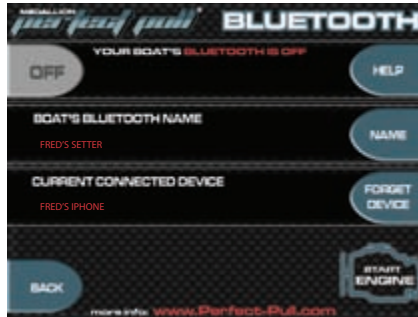 MEDALLION
perfect pull BLUETOOTH
YOUR BOAT'S BLUETOOTH IS OFF
OFF
HELP
BOAT'S BLUETOOTH NAME
NAME
FRED'S SETTER
CURRENT CONNECTED DEVICE
FORGET
DEVICE
FRED'S IPHONE
START
ENGINE
BACK
more info: www.Perfect-Pull.com